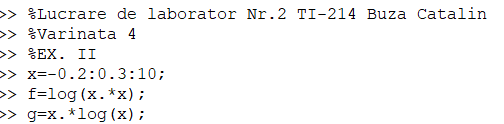 >> %Lucrare de laborator Nr.2 TI-214 Buza Catalin
>> %Varinata 4
>> %EX. II
>> x=-0.2:0.3:10;
>> f=log(x.*x);
>> g=x.*log(x);